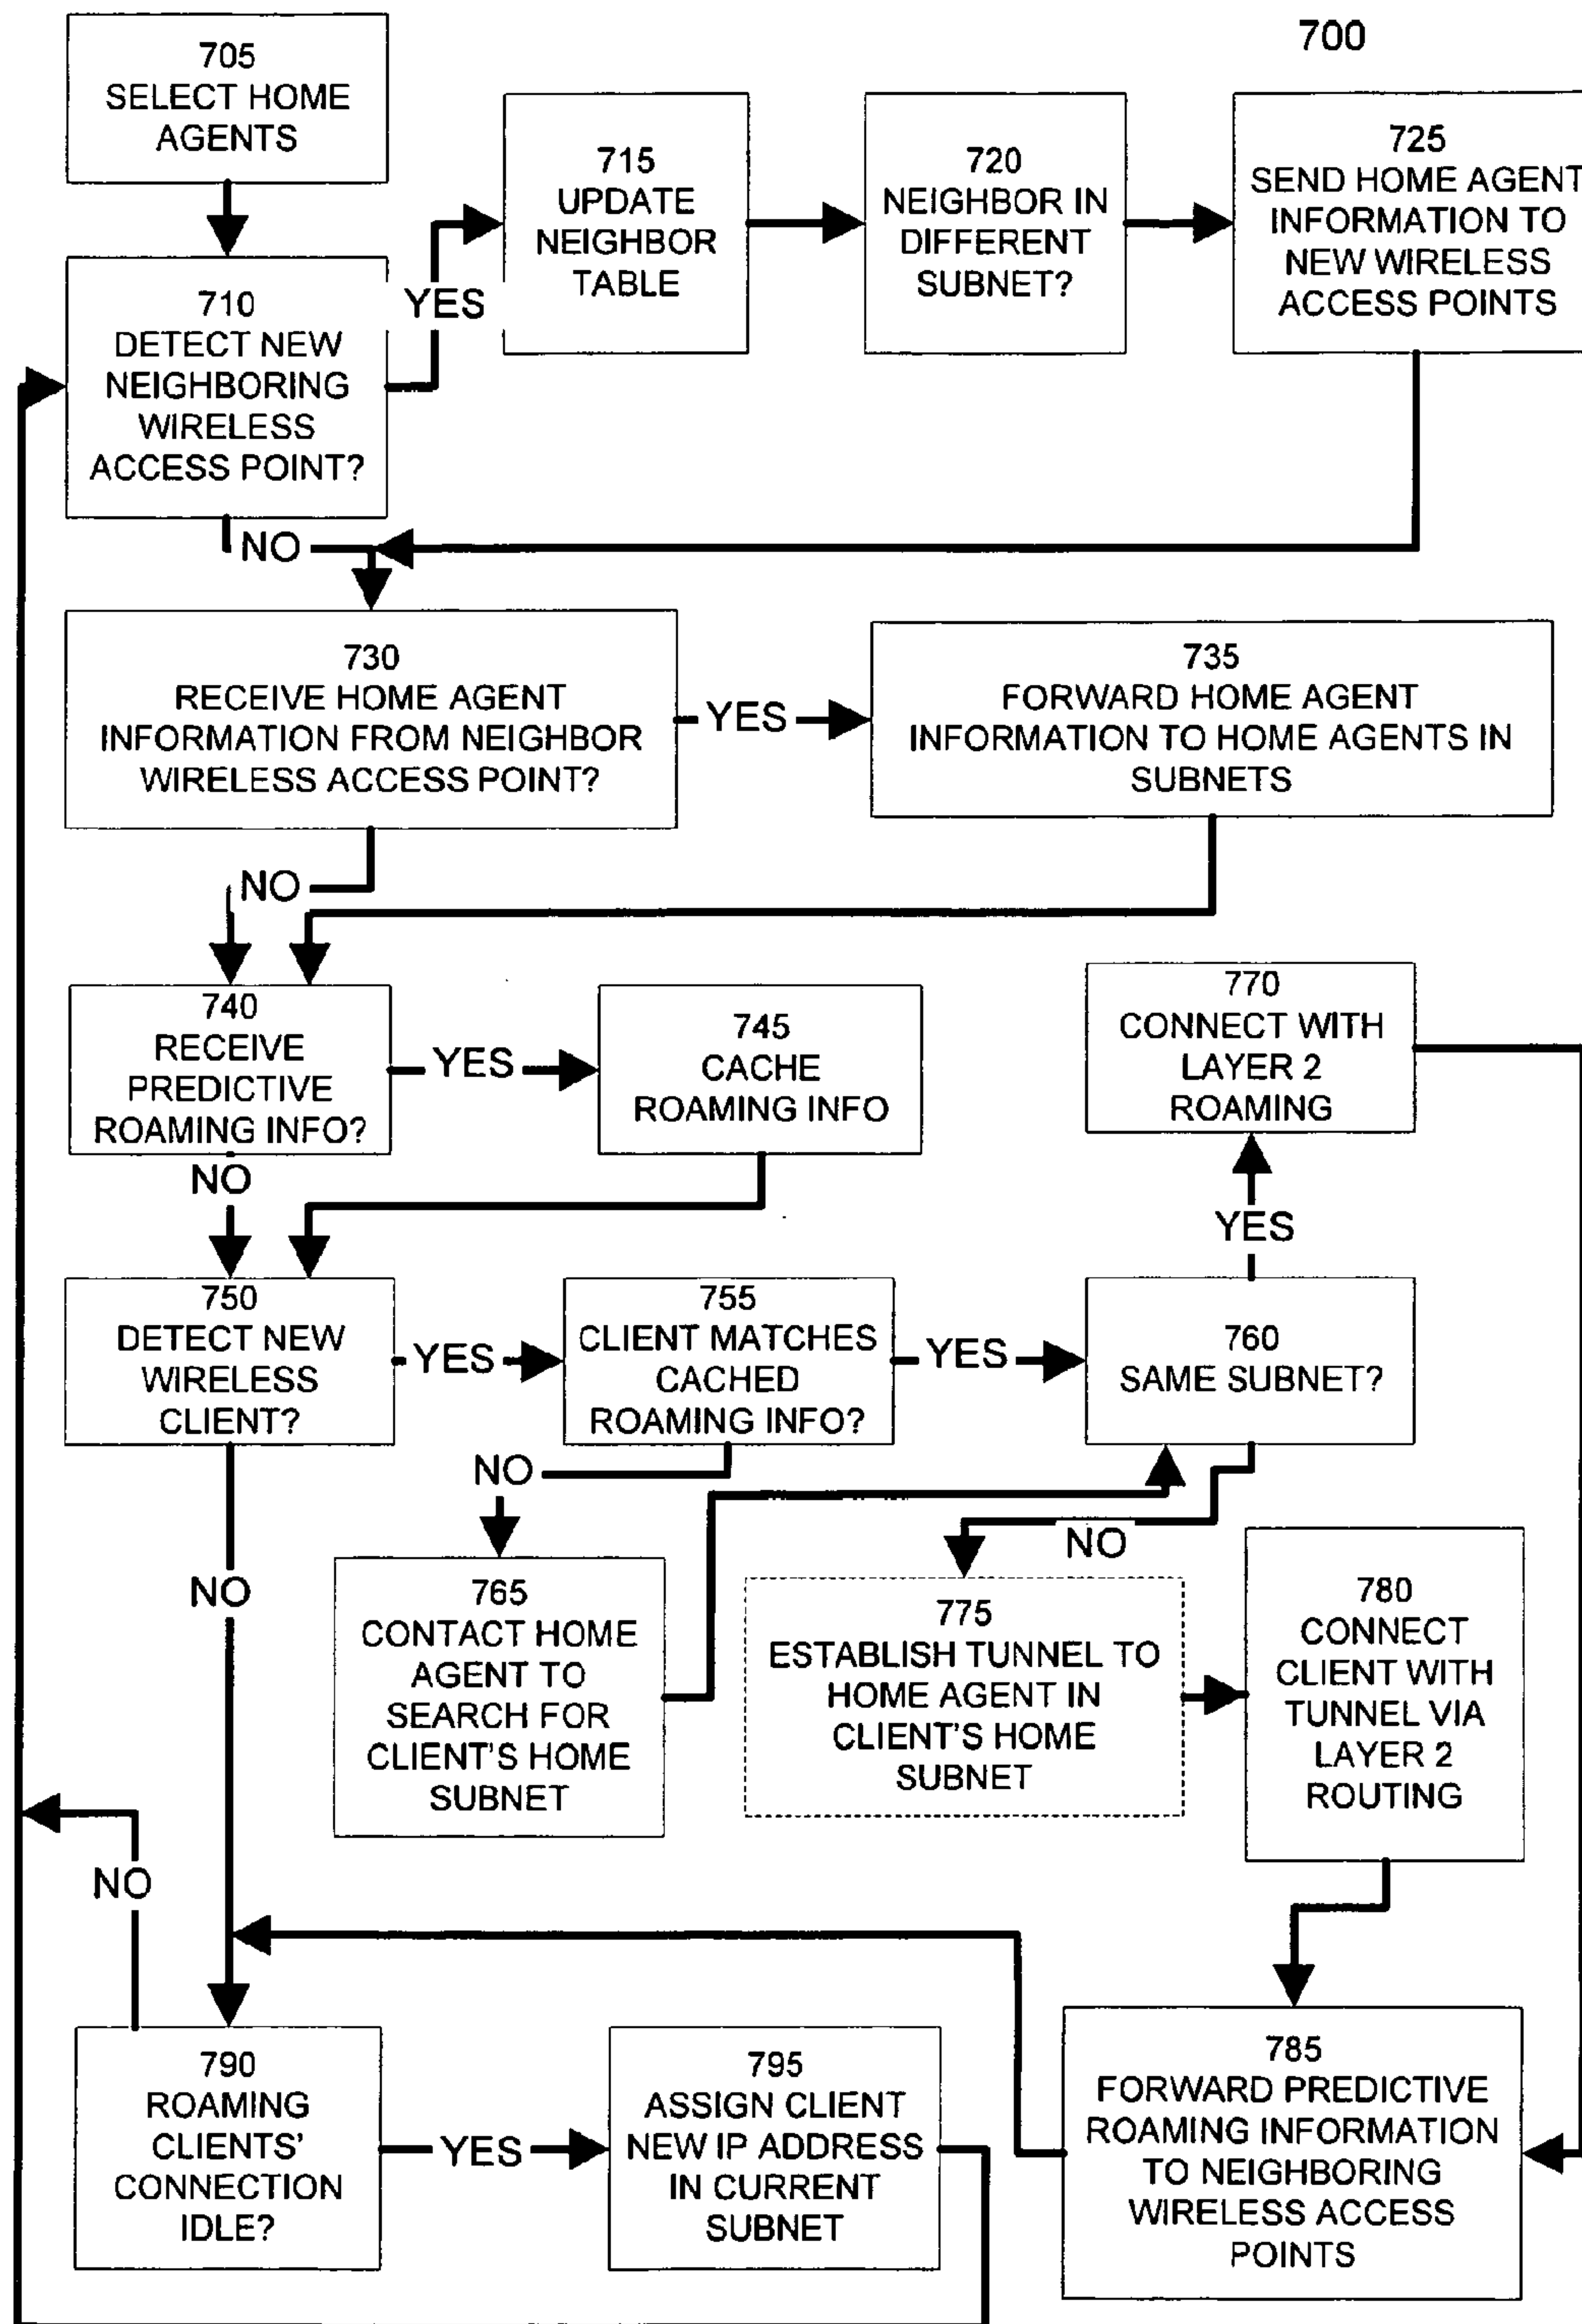 700
705
SELECT HOME
AGENTS
710
DETECT NEW
NEIGHBORING
WIRELESS
ACCESS POINT?
YES
715
UPDATE
NEIGHBOR
TABLE
720
NEIGHBOR IN
DIFFERENT
SUBNET?
725
SEND HOME AGENT
INFORMATION TO
NEW WIRELESS
ACCESS POINTS
NO
730
RECEIVE HOME AGENT
INFORMATION FROM NEIGHBOR
WIRELESS ACCESS POINT?
YES
735
FORWARD HOME AGENT
INFORMATION TO HOME AGENTS IN
SUBNETS
NO
740
RECEIVE
PREDICTIVE
ROAMING INFO?
YES
745
CACHE
ROAMING INFO
770
CONNECT WITH
LAYER 2
ROAMING
NO
YES
750
DETECT NEW
WIRELESS
CLIENT?
YES
755
CLIENT MATCHES
CACHED
ROAMING INFO?
YES
760
SAME SUBNET?
NO
NO
NO
765
CONTACT HOME
AGENT TO
SEARCH FOR
CLIENT'S HOME
SUBNET
775
ESTABLISH TUNNEL TO
HOME AGENT IN
CLIENT'S HOME
SUBNET
780
CONNECT
CLIENT WITH
TUNNEL VIA
LAYER 2
ROUTING
NO
790
ROAMING
CLIENTS'
CONNECTION
IDLE?
YES
795
ASSIGN CLIENT
NEW IP ADDRESS
IN CURRENT
SUBNET
785
FORWARD PREDICTIVE
ROAMING INFORMATION
TO NEIGHBORING
WIRELESS ACCESS
POINTS